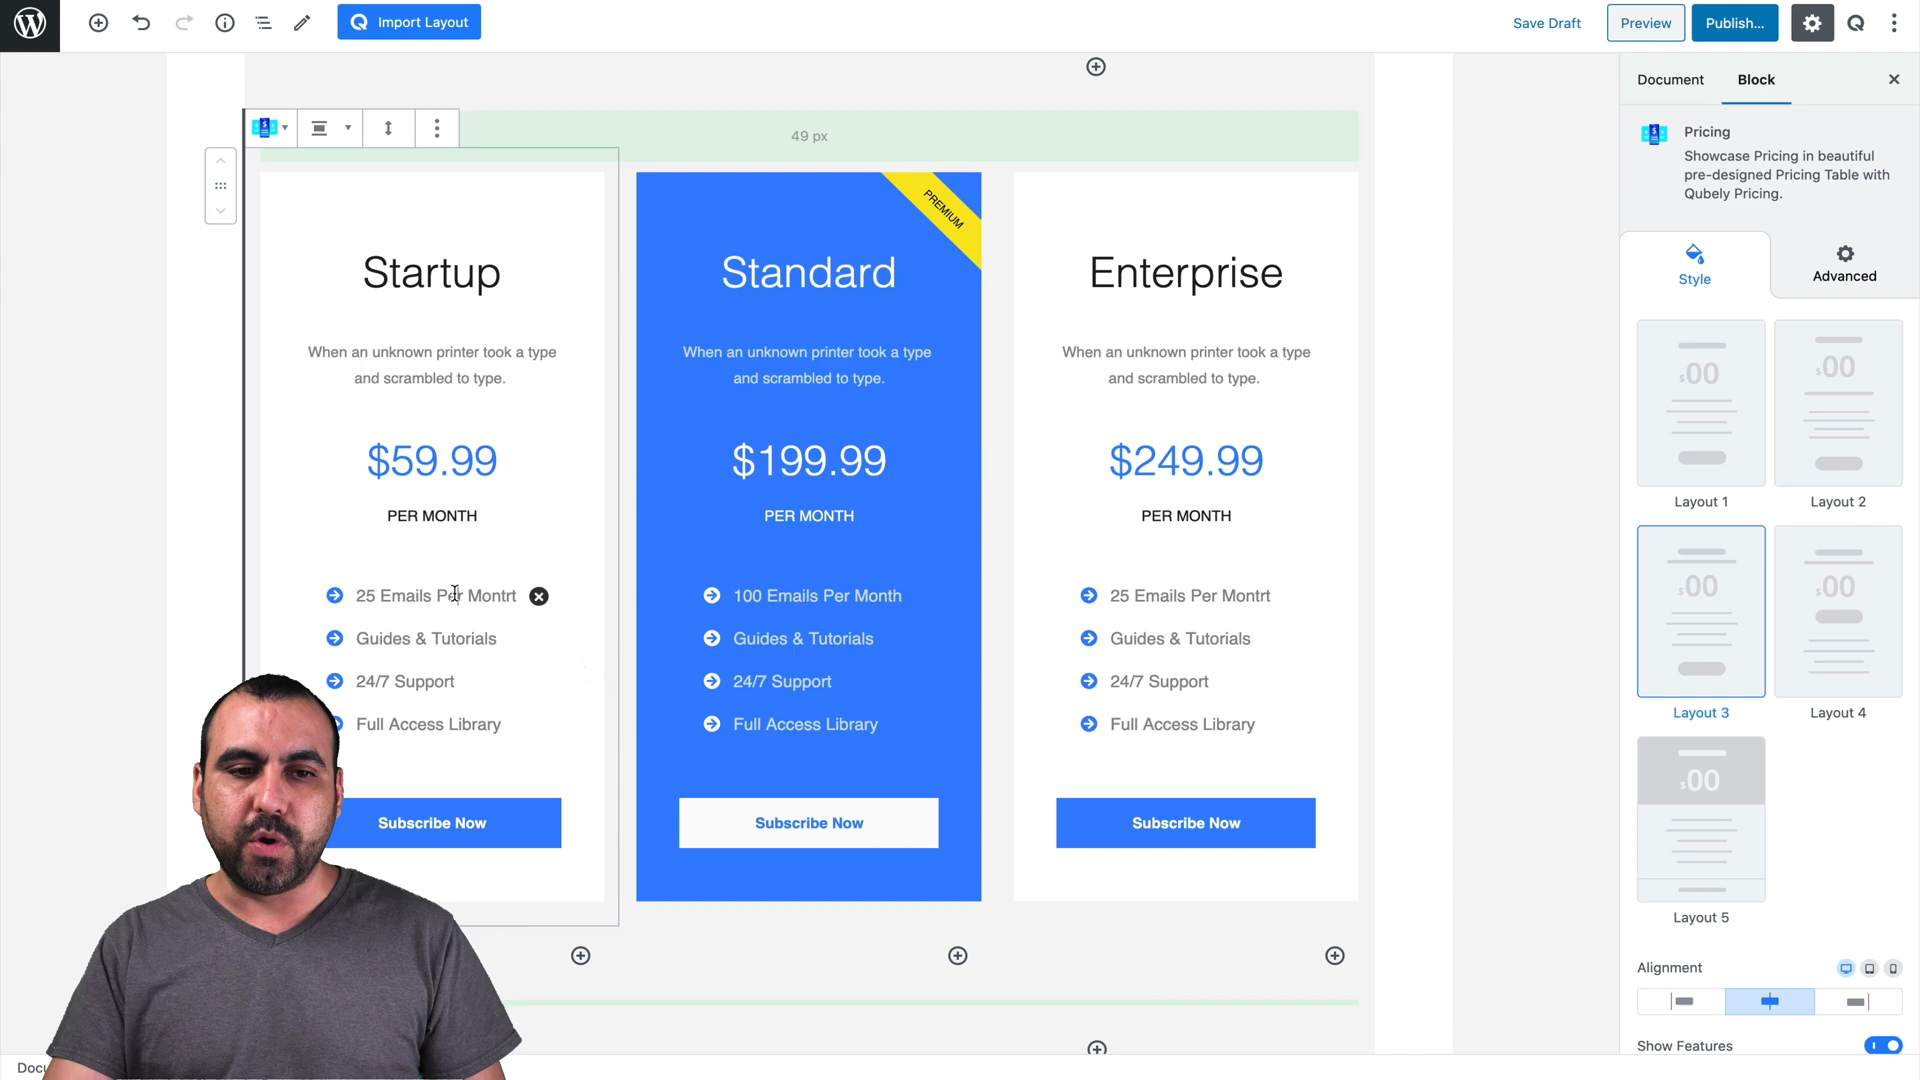 Import Layout
Save Draft
Preview
Publish...
Document
Block
49 px
Pricing
Showcase Pricing in beautiful
pre-designed Pricing Table with
Qubely Pricing.
Style
Advanced
Startup
When an unknown printer took a type
and scrambled to type.
$59.99
PER MONTH
25 Emails Per Montrt
Guides & Tutorials
24/7 Support
Full Access Library
Subscribe Now
PREMIUM
Standard
When an unknown printer took a type
and scrambled to type.
$199.99
PER MONTH
100 Emails Per Month
Guides & Tutorials
24/7 Support
Full Access Library
Subscribe Now
Enterprise
When an unknown printer took a type
and scrambled to type.
$249.99
PER MONTH
25 Emails Per Montrt
Guides & Tutorials
24/7 Support
Full Access Library
Subscribe Now
$00
Layout 1
$00
Layout 2
$00
Layout 3
$00
Layout 4
$00
Layout 5
Alignment
Show Features